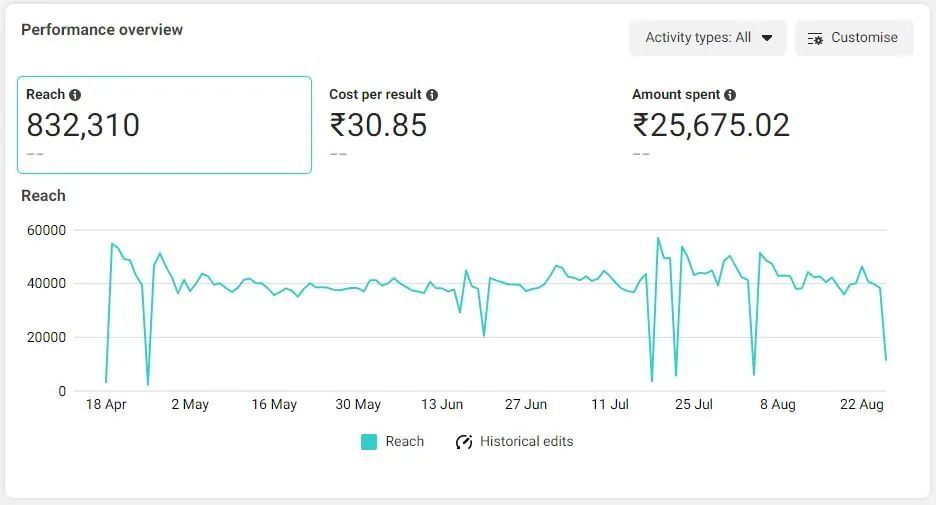 Performance overview
Activity types: All
Customise
Reach
Cost per result
Amount spent
832,310
₹30.85
₹25,675.02
Reach
60000
40000
20000
0
18 Apr 2 May 16 May 30 May 13 Jun 27 Jun 11 Jul 25 Jul 8 Aug 22 Aug
Reach
Historical edits